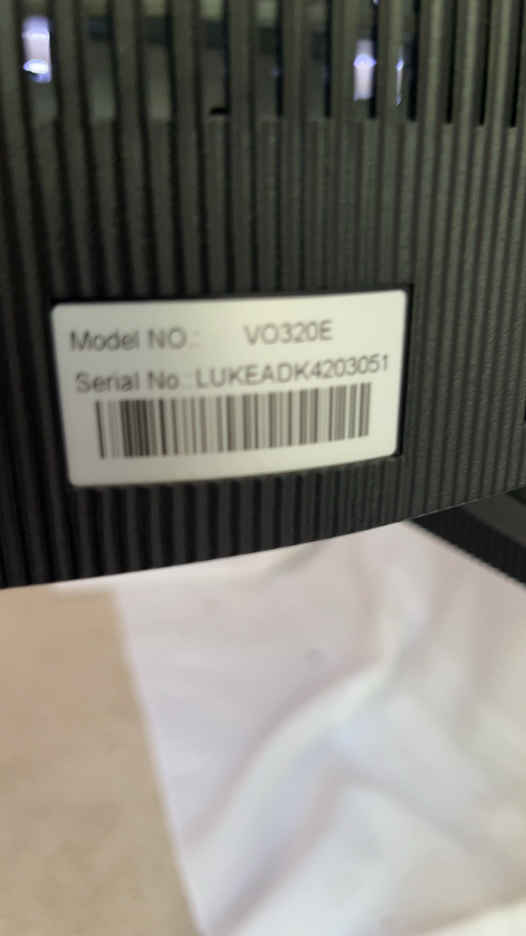 Model NO.: VO320E
Serial No.: LUKEADK4203051